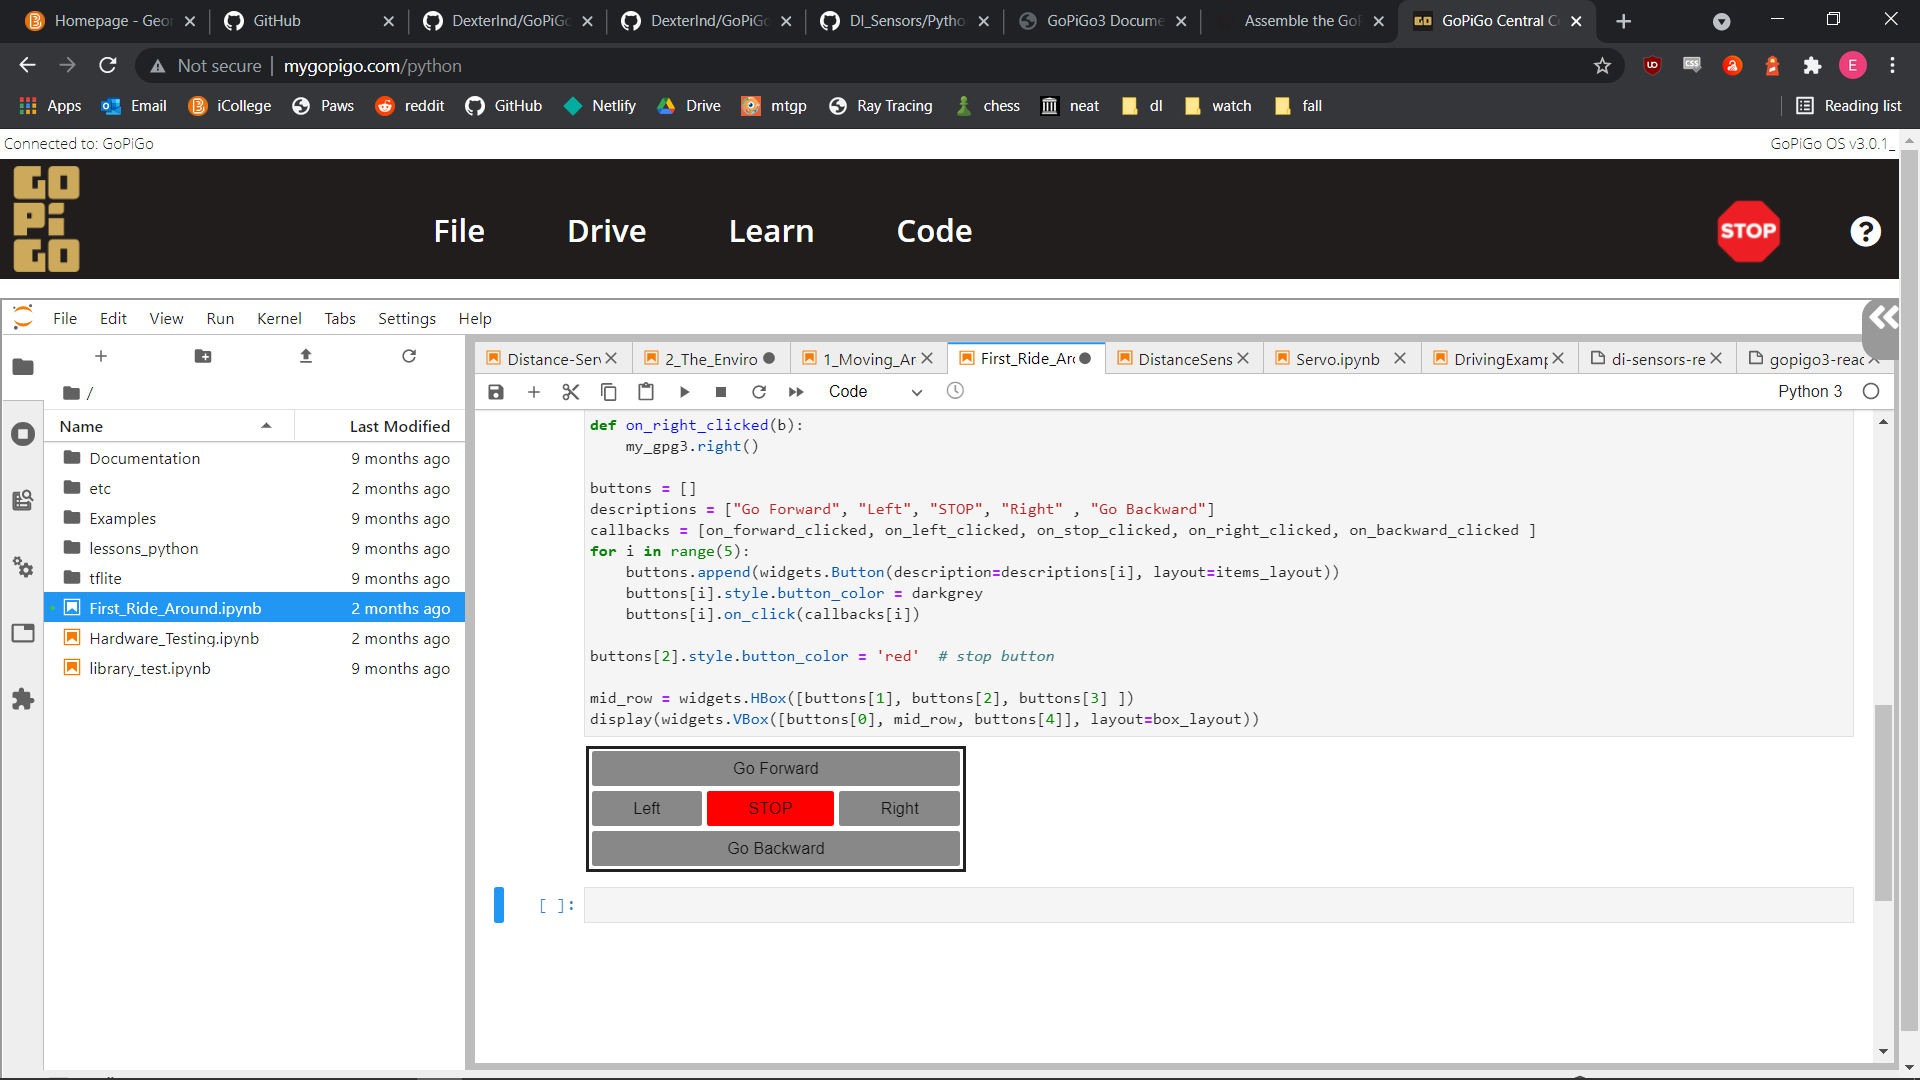 Homepage - Geor
GitHub
DexterInd/GoPiGo
DexterInd/GoPiG
DI_Sensors/Pytho
GoPiGo3 Docume
Assemble the GoP
GoPiGo Central C
Not secure | mygopigo.com/python
Apps Email iCollege Paws reddit GitHub Netlify Drive mtgp Ray Tracing chess neat dl watch fall Reading list
Connected to: GoPiGo
GoPiGo OS v3.0.1_
GO
Pi
GO
File Drive Learn Code
STOP
?
File Edit View Run Kernel Tabs Settings Help
Distance-Serv
2_The_Enviro
1_Moving_Ar
First_Ride_Arc
DistanceSens
Servo.ipynb
DrivingExamp
di-sensors-re
gopigo3-reac
/
Code
Python 3
Name Last Modified
Documentation 9 months ago
etc 2 months ago
Examples 9 months ago
lessons_python 9 months ago
tflite 9 months ago
First_Ride_Around.ipynb 2 months ago
Hardware_Testing.ipynb 2 months ago
library_test.ipynb 9 months ago
def on_right_clicked(b):
    my_gpg3.right()
buttons = []
descriptions = ["Go Forward", "Left", "STOP", "Right" , "Go Backward"]
callbacks = [on_forward_clicked, on_left_clicked, on_stop_clicked, on_right_clicked, on_backward_clicked ]
for i in range(5):
    buttons.append(widgets.Button(description=descriptions[i], layout=items_layout))
    buttons[i].style.button_color = darkgrey
    buttons[i].on_click(callbacks[i])
buttons[2].style.button_color = 'red'  # stop button
mid_row = widgets.HBox([buttons[1], buttons[2], buttons[3] ])
display(widgets.VBox([buttons[0], mid_row, buttons[4]], layout=box_layout))
Go Forward
Left STOP Right
Go Backward
[ ]: